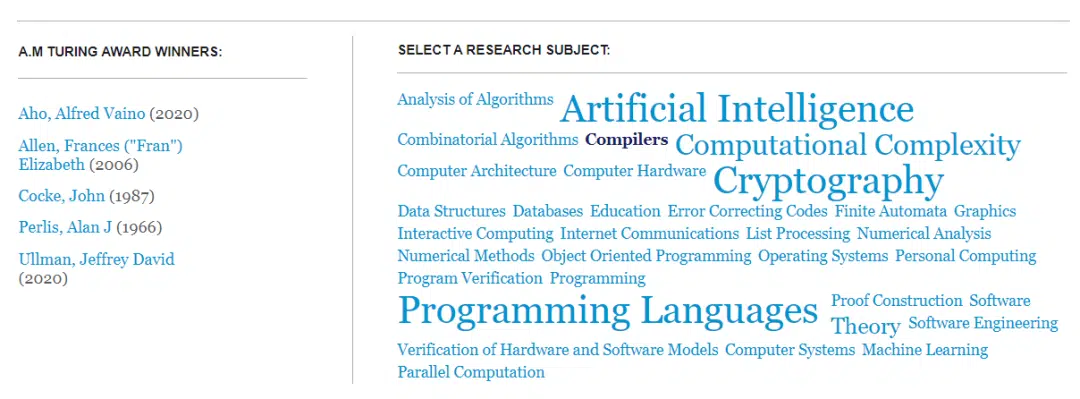 A.M TURING AWARD WINNERS:
Aho, Alfred Vaino (2020)
Allen, Frances ("Fran")
Elizabeth (2006)
Cocke, John (1987)
Perlis, Alan J (1966)
Ullman, Jeffrey David
(2020)
SELECT A RESEARCH SUBJECT:
Analysis of Algorithms Artificial Intelligence
Combinatorial Algorithms Compilers Computational Complexity
Computer Architecture Computer Hardware Cryptography
Data Structures Databases Education Error Correcting Codes Finite Automata Graphics
Interactive Computing Internet Communications List Processing Numerical Analysis
Numerical Methods Object Oriented Programming Operating Systems Personal Computing
Program Verification Programming
Programming Languages Proof Construction Software
Theory Software Engineering
Verification of Hardware and Software Models Computer Systems Machine Learning
Parallel Computation